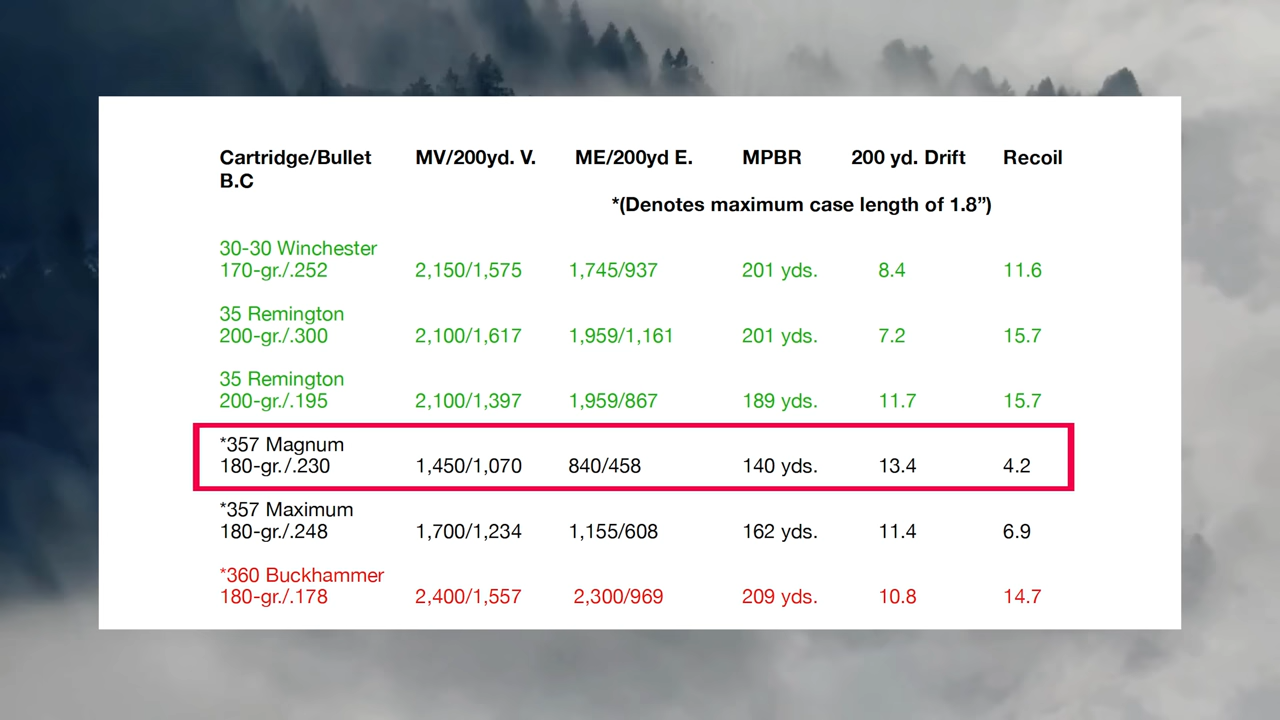 Cartridge/Bullet MV/200yd. V. ME/200yd E. MPBR 200 yd. Drift Recoil
B.C
*(Denotes maximum case length of 1.8”)
30-30 Winchester
170-gr./.252 2,150/1,575 1,745/937 201 yds. 8.4 11.6
35 Remington
200-gr./.300 2,100/1,617 1,959/1,161 201 yds. 7.2 15.7
35 Remington
200-gr./.195 2,100/1,397 1,959/867 189 yds. 11.7 15.7
*357 Magnum
180-gr./.230 1,450/1,070 840/458 140 yds. 13.4 4.2
*357 Maximum
180-gr./.248 1,700/1,234 1,155/608 162 yds. 11.4 6.9
*360 Buckhammer
180-gr./.178 2,400/1,557 2,300/969 209 yds. 10.8 14.7